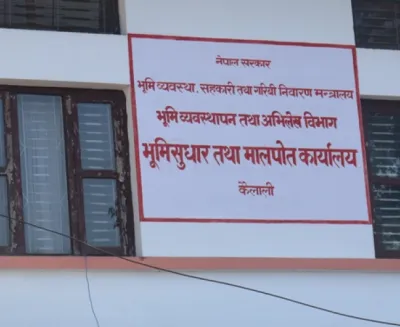 नेपाल सरकार
भूमि व्यवस्था, सहकारी तथा गरिवी निवारण मन्त्रालय
भूमि व्यवस्थापन तथा अभिलेख विभाग
भूमिसुधार तथा मालपोत कार्यालय
कैलाली